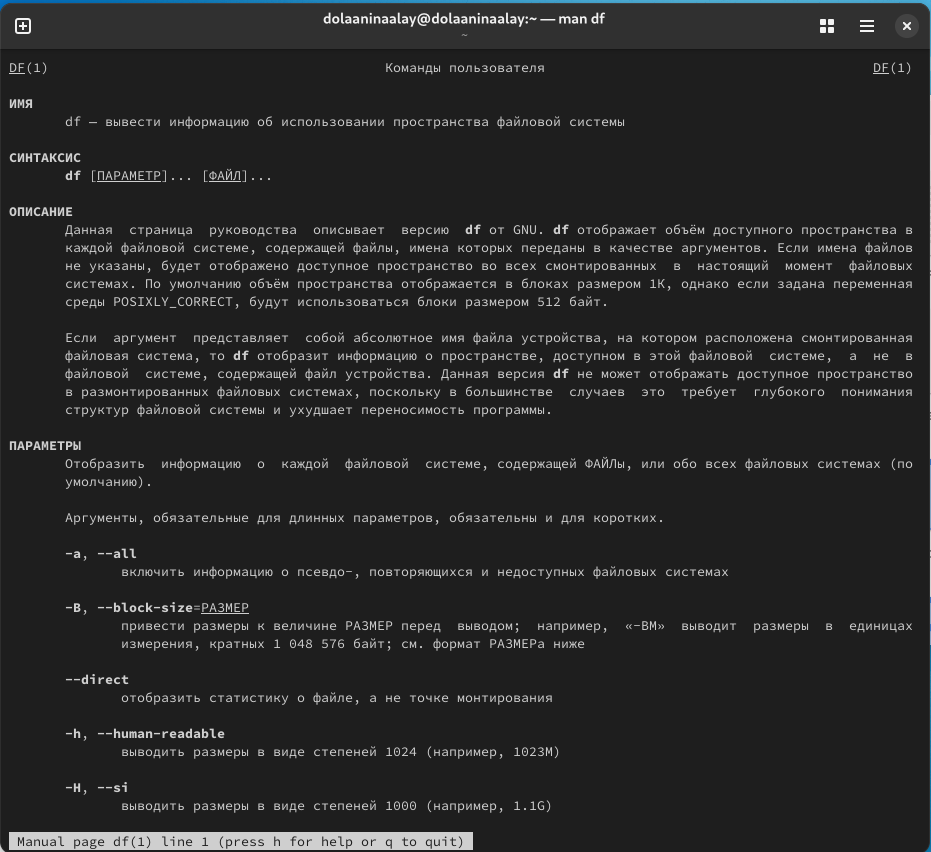 dolaaninaalay@dolaaninaalay:~ — man df
~
DF(1) Команды пользователя DF(1)
ИМЯ
df — вывести информацию об использовании пространства файловой системы
СИНТАКСИС
df [ПАРАМЕТР]... [ФАЙЛ]...
ОПИСАНИЕ
Данная страница руководства описывает версию df от GNU. df отображает объём доступного пространства в
каждой файловой системе, содержащей файлы, имена которых переданы в качестве аргументов. Если имена файлов
не указаны, будет отображено доступное пространство во всех смонтированных в настоящий момент файловых
системах. По умолчанию объём пространства отображается в блоках размером 1K, однако если задана переменная
среды POSIXLY_CORRECT, будут использоваться блоки размером 512 байт.
Если аргумент представляет собой абсолютное имя файла устройства, на котором расположена смонтированная
файловая система, то df отобразит информацию о пространстве, доступном в этой файловой системе, а не в
файловой системе, содержащей файл устройства. Данная версия df не может отображать доступное пространство
в размонтированных файловых системах, поскольку в большинстве случаев это требует глубокого понимания
структур файловой системы и ухудшает переносимость программы.
ПАРАМЕТРЫ
Отобразить информацию о каждой файловой системе, содержащей ФАЙЛы, или обо всех файловых системах (по
умолчанию).
Аргументы, обязательные для длинных параметров, обязательны и для коротких.
-a, --all
включить информацию о псевдо-, повторяющихся и недоступных файловых системах
-B, --block-size=РАЗМЕР
привести размеры к величине РАЗМЕР перед выводом; например, «-BM» выводит размеры в единицах
измерения, кратных 1 048 576 байт; см. формат РАЗМЕРа ниже
--direct
отобразить статистику о файле, а не точке монтирования
-h, --human-readable
выводить размеры в виде степеней 1024 (например, 1023M)
-H, --si
выводить размеры в виде степеней 1000 (например, 1.1G)
Manual page df(1) line 1 (press h for help or q to quit)